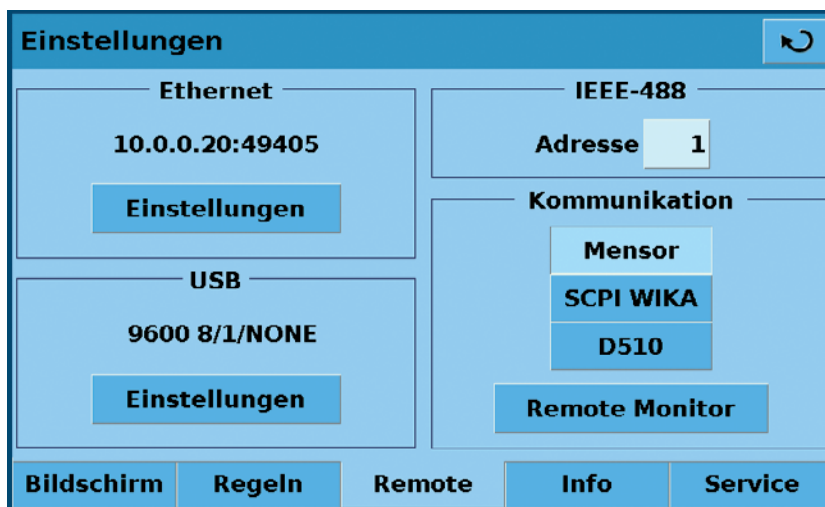 Einstellungen
Ethernet
10.0.0.20:49405
Einstellungen
USB
9600 8/1/NONE
Einstellungen
IEEE-488
Adresse 1
Kommunikation
Mensor
SCPI WIKA
D510
Remote Monitor
Bildschirm Regeln Remote Info Service